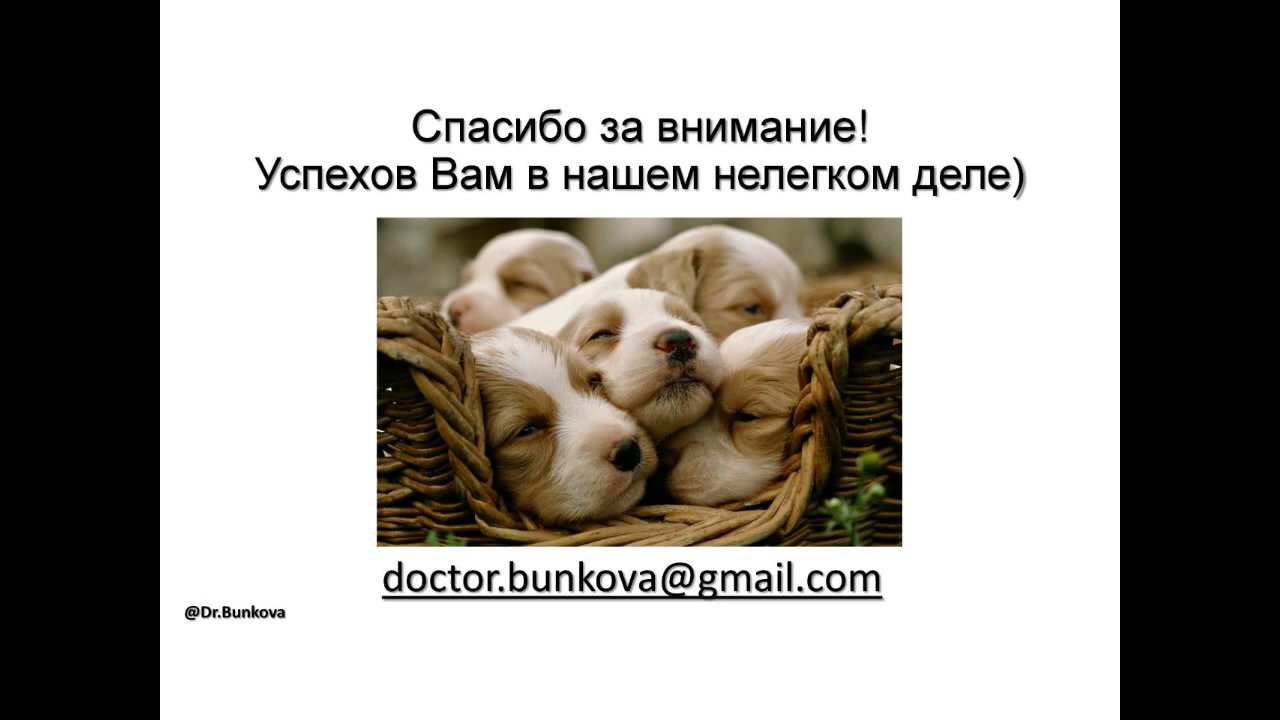 Спасибо за внимание!
Успехов Вам в нашем нелегком деле)
doctor.bunkova@gmail.com
@Dr.Bunkova